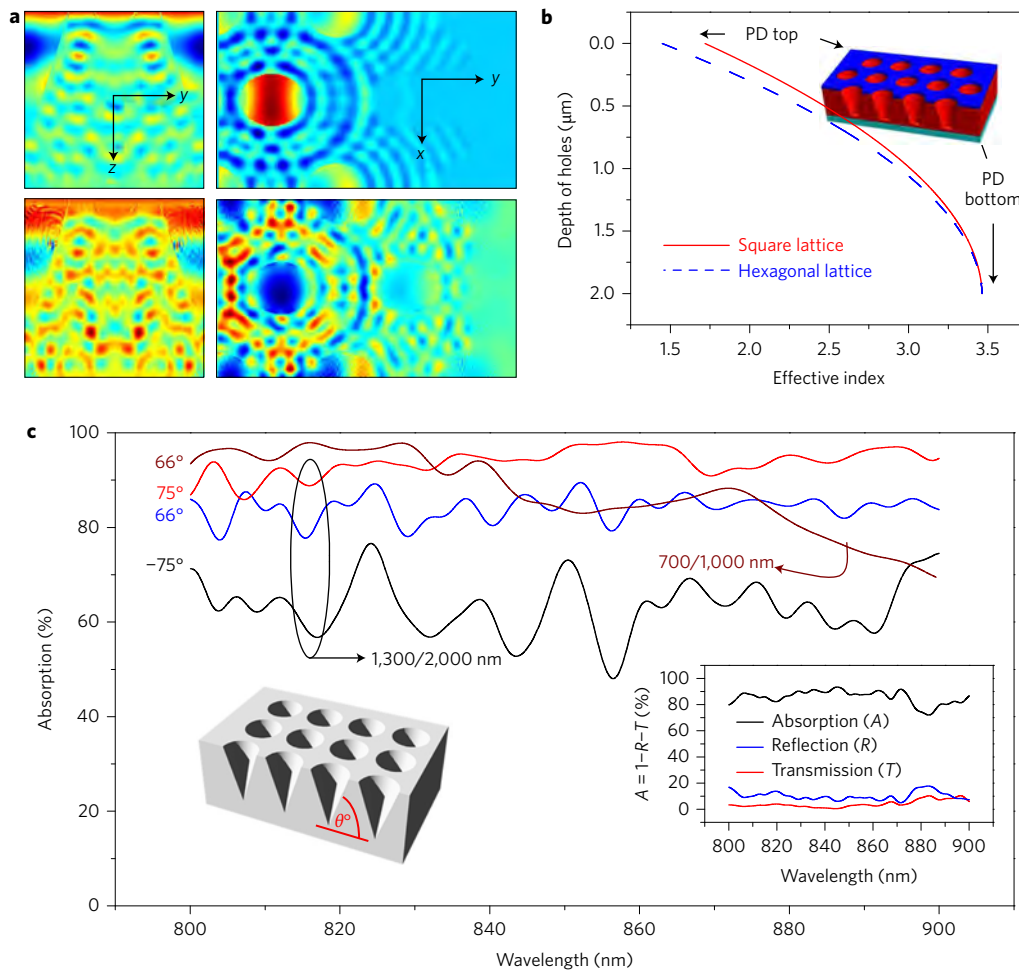 a
y
z
y
x
b
PD top
0.0
0.5
1.0
1.5
2.0
Depth of holes (μm)
PD
bottom
Square lattice
Hexagonal lattice
1.5 2.0 2.5 3.0 3.5
Effective index
c
100
80
60
40
20
0
Absorption (%)
66°
75°
66°
−75°
700/1,000 nm
1,300/2,000 nm
θ°
A = 1−R−T (%)
100
80
60
40
20
10
0
Absorption (A)
Reflection (R)
Transmission (T)
800 820 840 860 880 900
Wavelength (nm)
800 820 840 860 880 900
Wavelength (nm)